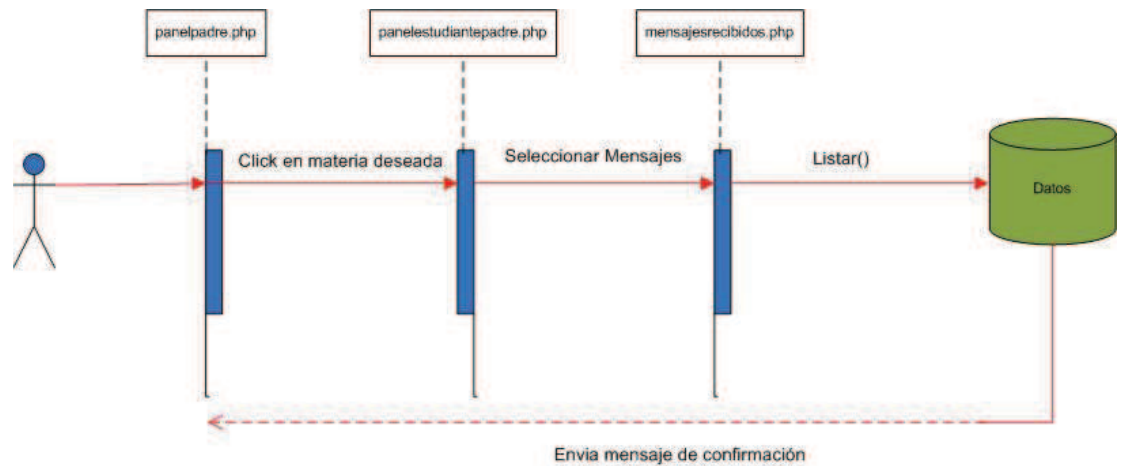 panelpadre.php
panelestudiantepadre.php
mensajesrecibidos.php
Click en materia deseada
Seleccionar Mensajes
Listar()
Datos
Envia mensaje de confirmación